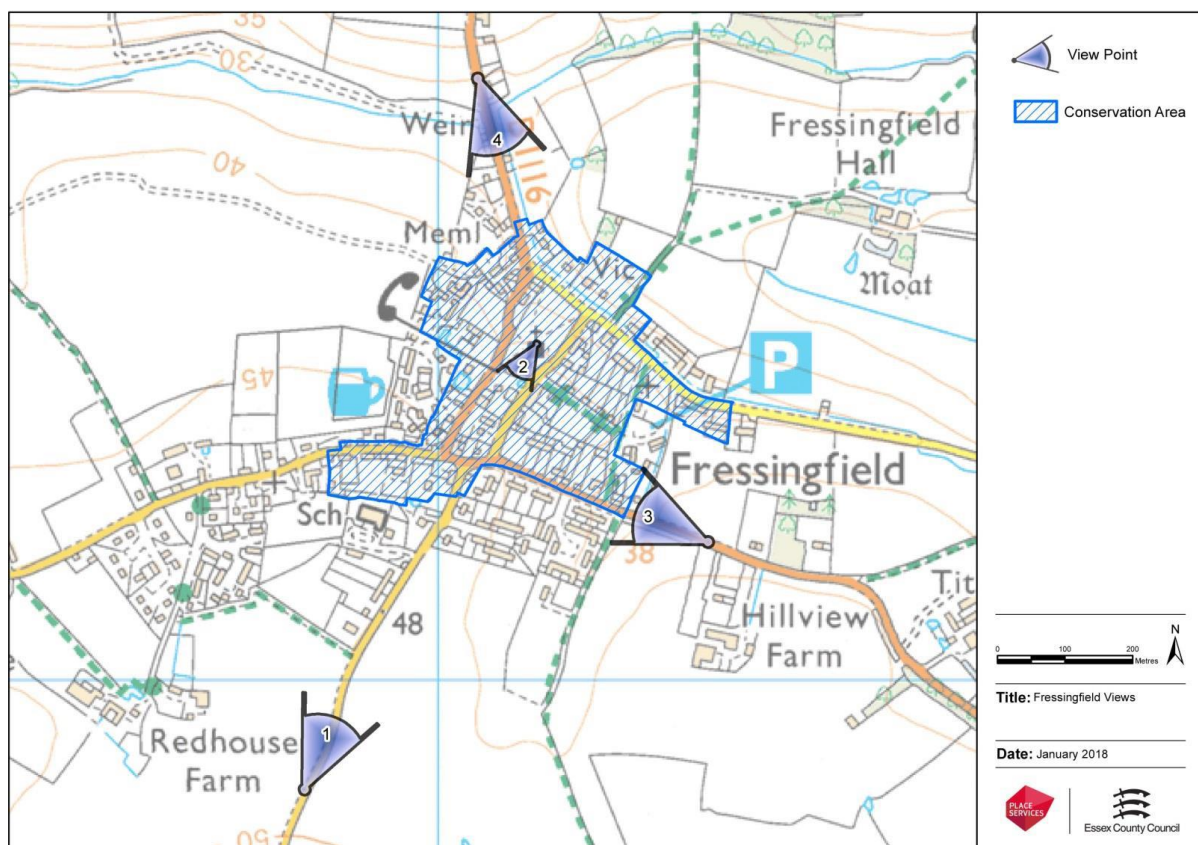 35
30
40
45
Weir
4
B1116
Fressingfield
Hall
Moat
Meml
Vic
2
P
Fressingfield
Sch
3
38
48
Hillview
Farm
Tit
Redhouse
Farm
1
50
View Point
Conservation Area
0 100 200
Metres
N
Title: Fressingfield Views
Date: January 2018
PLACE
SERVICES
Essex County Council